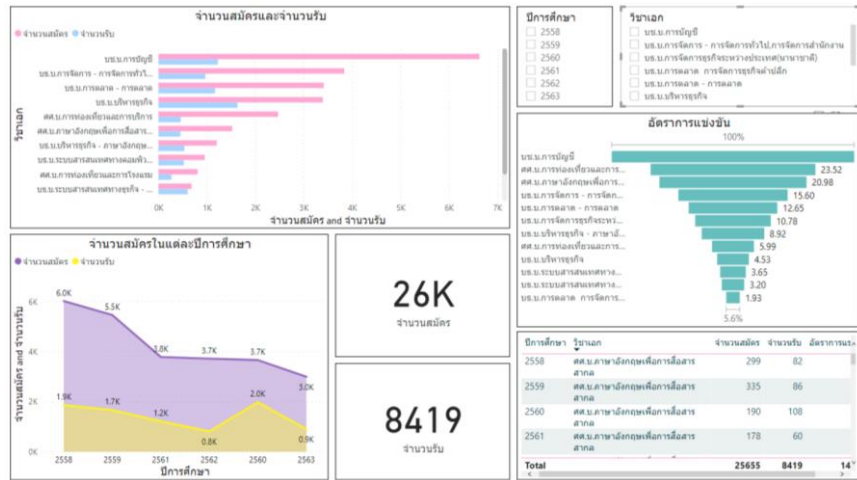 จำนวนสมัครและจำนวนรับ
จำนวนสมัคร จำนวนรับ
วิชาเอก
บช.บ.การบัญชี
บธ.บ.การจัดการ - การจัดการทั่วไ...
บธ.บ.การตลาด - การตลาด
บธ.บ.บริหารธุรกิจ
ศศ.บ.การท่องเที่ยวและการบริการ
ศศ.บ.ภาษาอังกฤษเพื่อการสื่อสาร...
บธ.บ.บริหารธุรกิจ - ภาษาอังกฤษ...
บธ.บ.ระบบสารสนเทศทางคอมพิว...
ศศ.บ.การท่องเที่ยวและการโรงแรม
บธ.บ.ระบบสารสนเทศทางธุรกิจ - ...
0K 1K 2K 3K 4K 5K 6K 7K
จำนวนสมัคร and จำนวนรับ
ปีการศึกษา
2558
2559
2560
2561
2562
2563
วิชาเอก
บช.บ.การบัญชี
บธ.บ.การจัดการ - การจัดการทั่วไป,การจัดการสำนักงาน
บธ.บ.การจัดการธุรกิจระหว่างประเทศ(นานาชาติ)
บธ.บ.การตลาด การจัดการธุรกิจค้าปลีก
บธ.บ.การตลาด - การตลาด
บธ.บ.บริหารธุรกิจ
อัตราการแข่งขัน
100%
บช.บ.การบัญชี
ศศ.บ.การท่องเที่ยวและการ... 23.52
ศศ.บ.ภาษาอังกฤษเพื่อการ... 20.98
บธ.บ.การจัดการ - การจัดก... 15.60
บธ.บ.การตลาด - การตลาด 12.65
บธ.บ.การจัดการธุรกิจระหว่... 10.78
บธ.บ.บริหารธุรกิจ - ภาษาอั... 8.92
ศศ.บ.การท่องเที่ยวและการ... 5.99
บธ.บ.บริหารธุรกิจ 4.53
บธ.บ.ระบบสารสนเทศทาง... 3.65
บธ.บ.ระบบสารสนเทศทาง... 3.20
บธ.บ.การตลาด การจัดการ... 1.93
5.6%
จำนวนสมัครในแต่ละปีการศึกษา
จำนวนสมัคร จำนวนรับ
จำนวนสมัคร and จำนวนรับ
6K
4K
2K
0K
6.0K 5.5K 3.8K 3.7K 3.7K 3.0K
1.9K 1.7K 1.2K 0.8K 2.0K 0.9K
2558 2559 2561 2562 2560 2563
ปีการศึกษา
26K
จำนวนสมัคร
8419
จำนวนรับ
ปีการศึกษา วิชาเอก จำนวนสมัคร จำนวนรับ อัตราการแข
2558 ศศ.บ.ภาษาอังกฤษเพื่อการสื่อสาร 299 82
สากล
2559 ศศ.บ.ภาษาอังกฤษเพื่อการสื่อสาร 335 86
สากล
2560 ศศ.บ.ภาษาอังกฤษเพื่อการสื่อสาร 190 108
สากล
2561 ศศ.บ.ภาษาอังกฤษเพื่อการสื่อสาร 178 60
สากล
Total 25655 8419 14